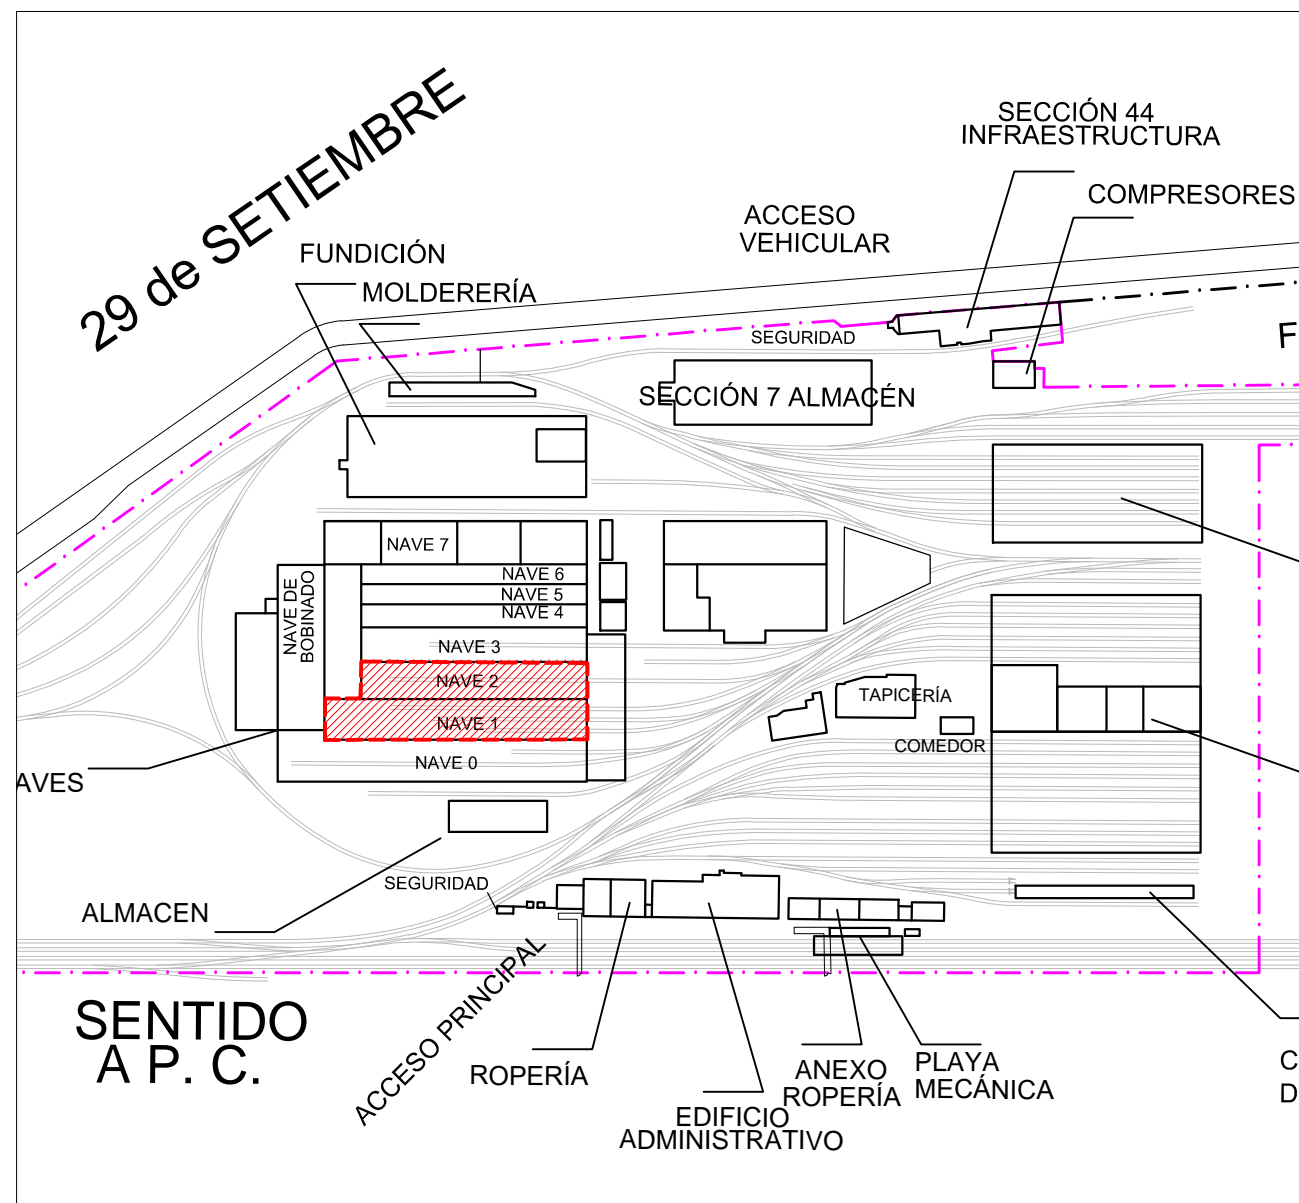 29 de SETIEMBRE
SECCIÓN 44
INFRAESTRUCTURA
COMPRESORES
ACCESO
VEHICULAR
FUNDICIÓN
MOLDERERÍA
SEGURIDAD
F
SECCIÓN 7 ALMACÉN
NAVE 7
NAVE 6
NAVE 5
NAVE 4
NAVE DE
BOBINADO
NAVE 3
NAVE 2
NAVE 1
NAVE 0
TAPICERÍA
COMEDOR
AVES
SEGURIDAD
ALMACEN
SENTIDO
A P. C.
ACCESO PRINCIPAL
ROPERÍA
EDIFICIO
ADMINISTRATIVO
ANEXO
ROPERÍA
PLAYA
MECÁNICA
C
D